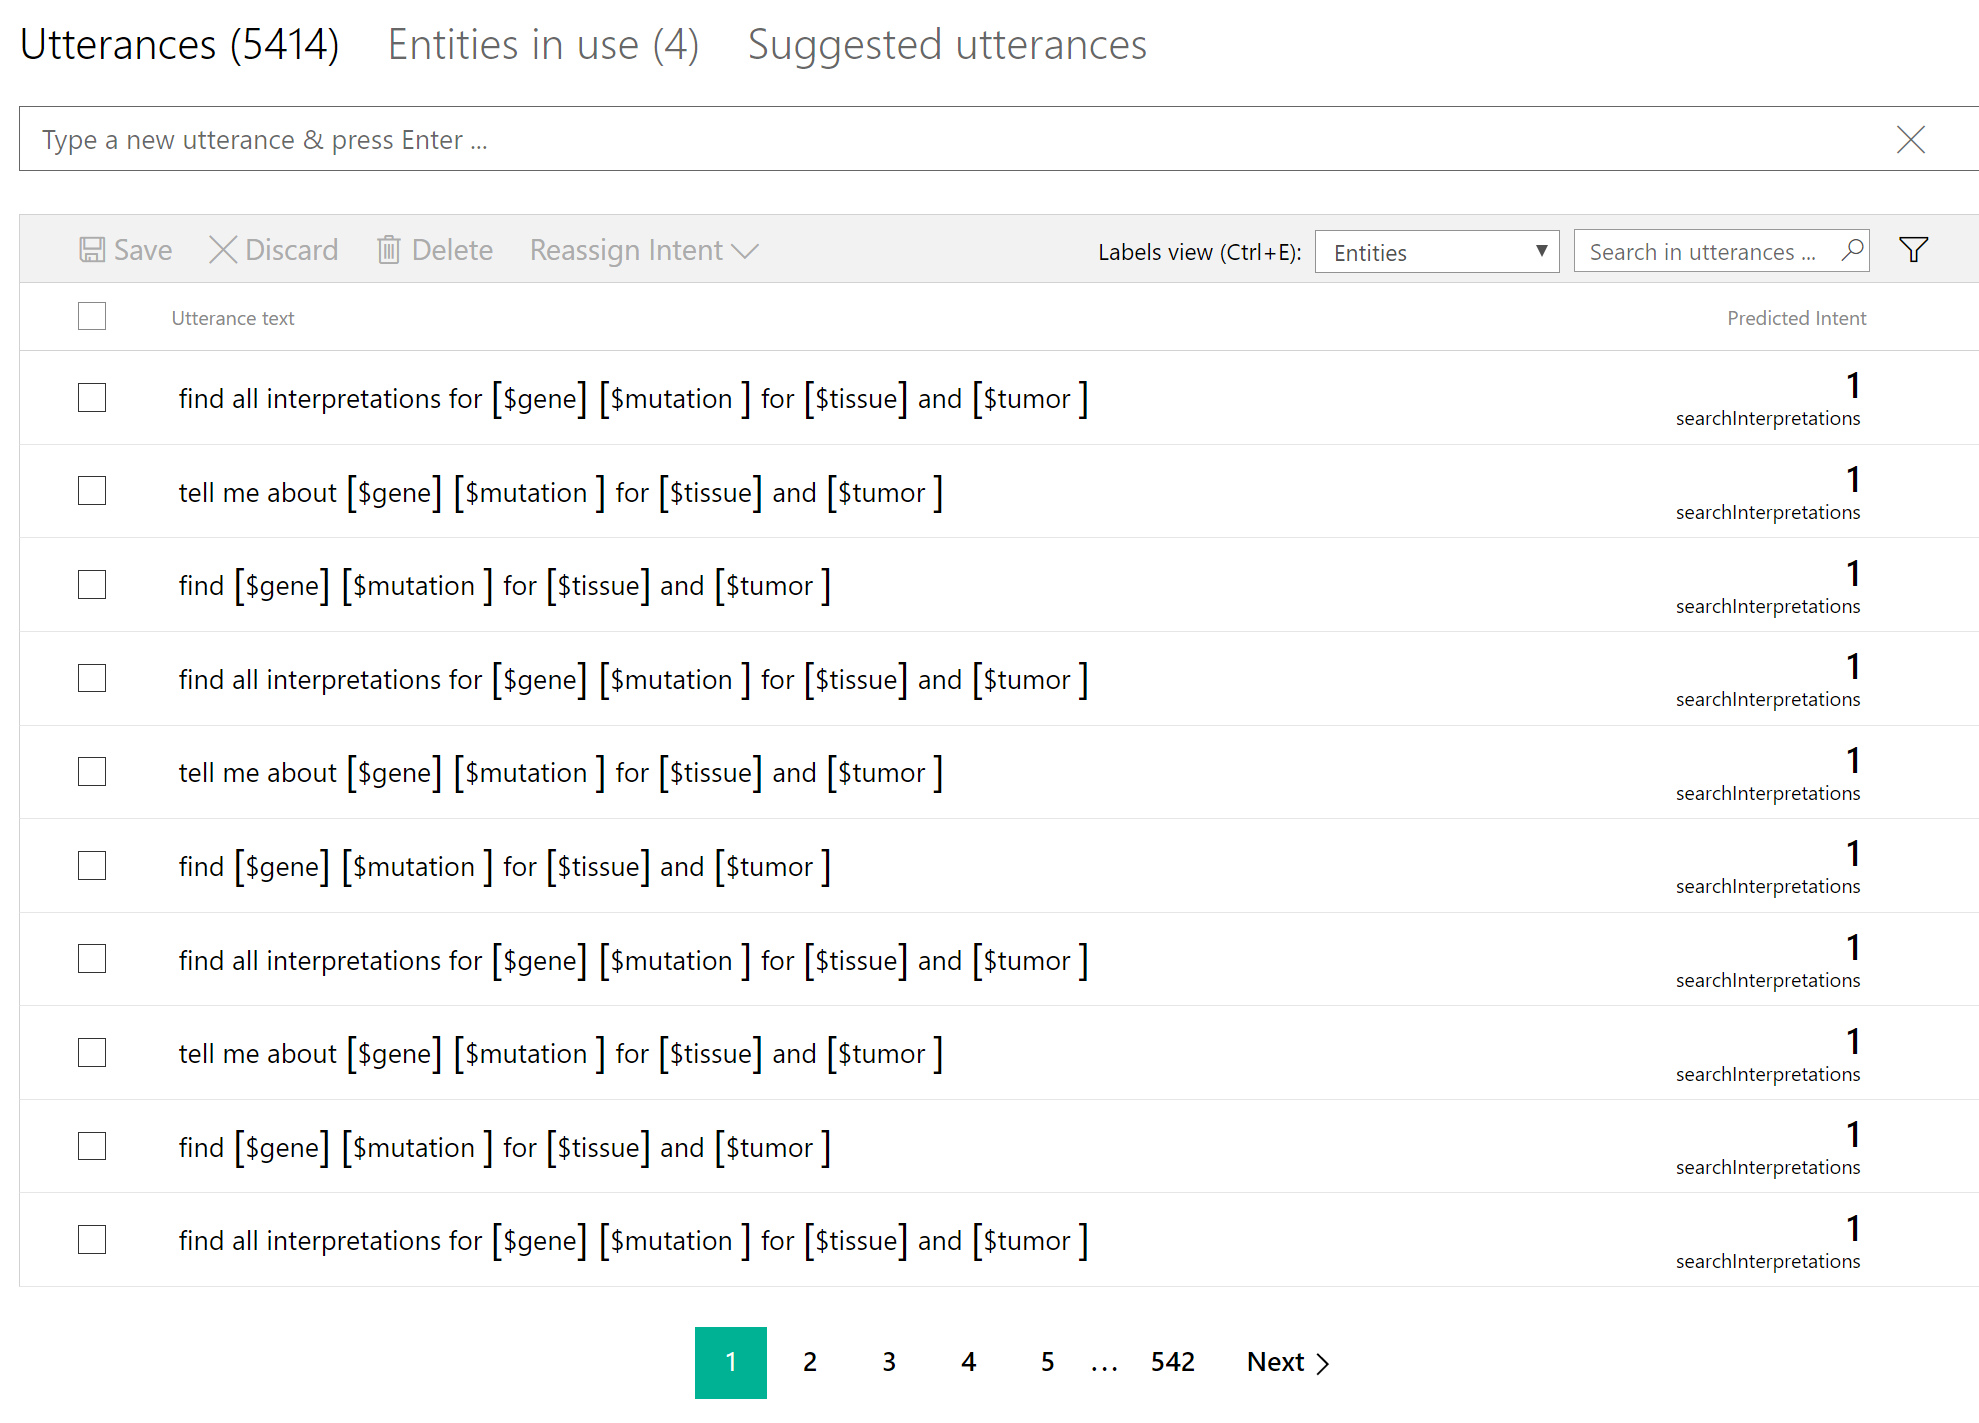 Utterances (5414) Entities in use (4) Suggested utterances
Type a new utterance & press Enter ...
Save Discard Delete Reassign Intent Labels view (Ctrl+E): Entities Search in utterances ...
Utterance text Predicted Intent
find all interpretations for [$gene] [$mutation ] for [$tissue] and [$tumor ] 1
searchInterpretations
tell me about [$gene] [$mutation ] for [$tissue] and [$tumor ] 1
searchInterpretations
find [$gene] [$mutation ] for [$tissue] and [$tumor ] 1
searchInterpretations
find all interpretations for [$gene] [$mutation ] for [$tissue] and [$tumor ] 1
searchInterpretations
tell me about [$gene] [$mutation ] for [$tissue] and [$tumor ] 1
searchInterpretations
find [$gene] [$mutation ] for [$tissue] and [$tumor ] 1
searchInterpretations
find all interpretations for [$gene] [$mutation ] for [$tissue] and [$tumor ] 1
searchInterpretations
tell me about [$gene] [$mutation ] for [$tissue] and [$tumor ] 1
searchInterpretations
find [$gene] [$mutation ] for [$tissue] and [$tumor ] 1
searchInterpretations
find all interpretations for [$gene] [$mutation ] for [$tissue] and [$tumor ] 1
searchInterpretations
1 2 3 4 5 ... 542 Next